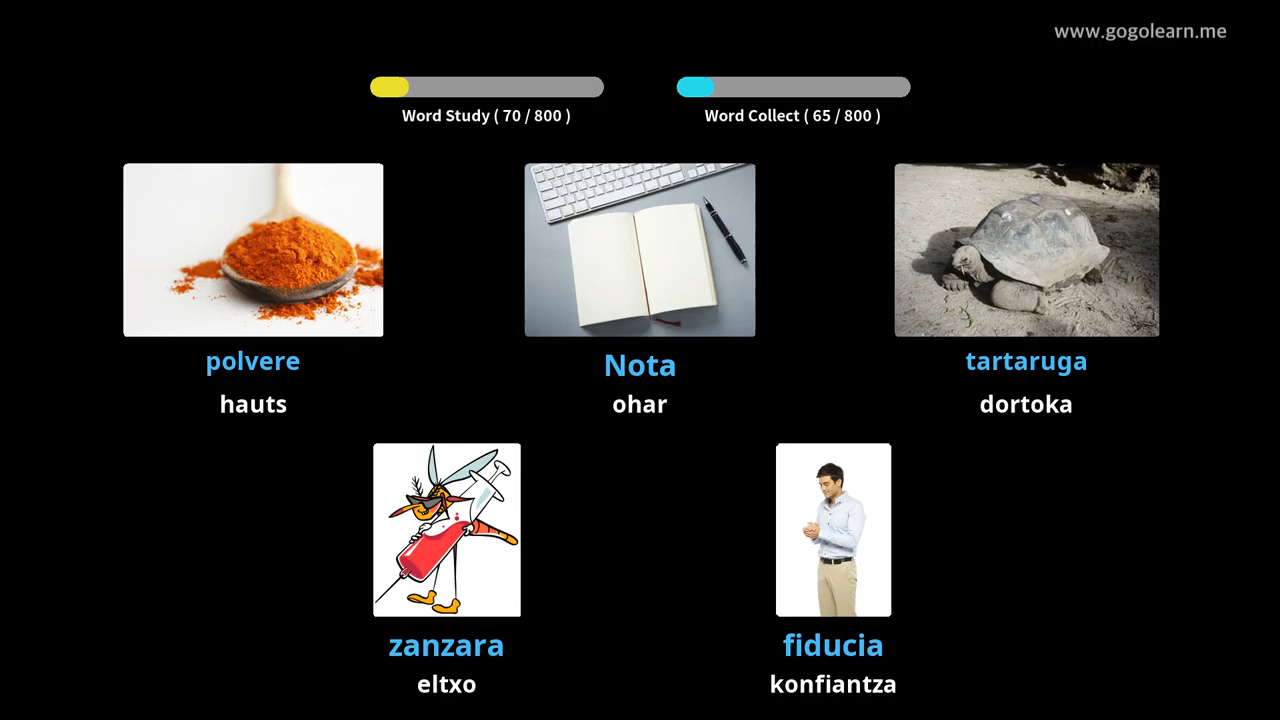 www.gogolearn.me
Word Study ( 70 / 800 )
Word Collect ( 65 / 800 )
polvere
hauts
Nota
ohar
tartaruga
dortoka
zanzara
eltxo
fiducia
konfiantza